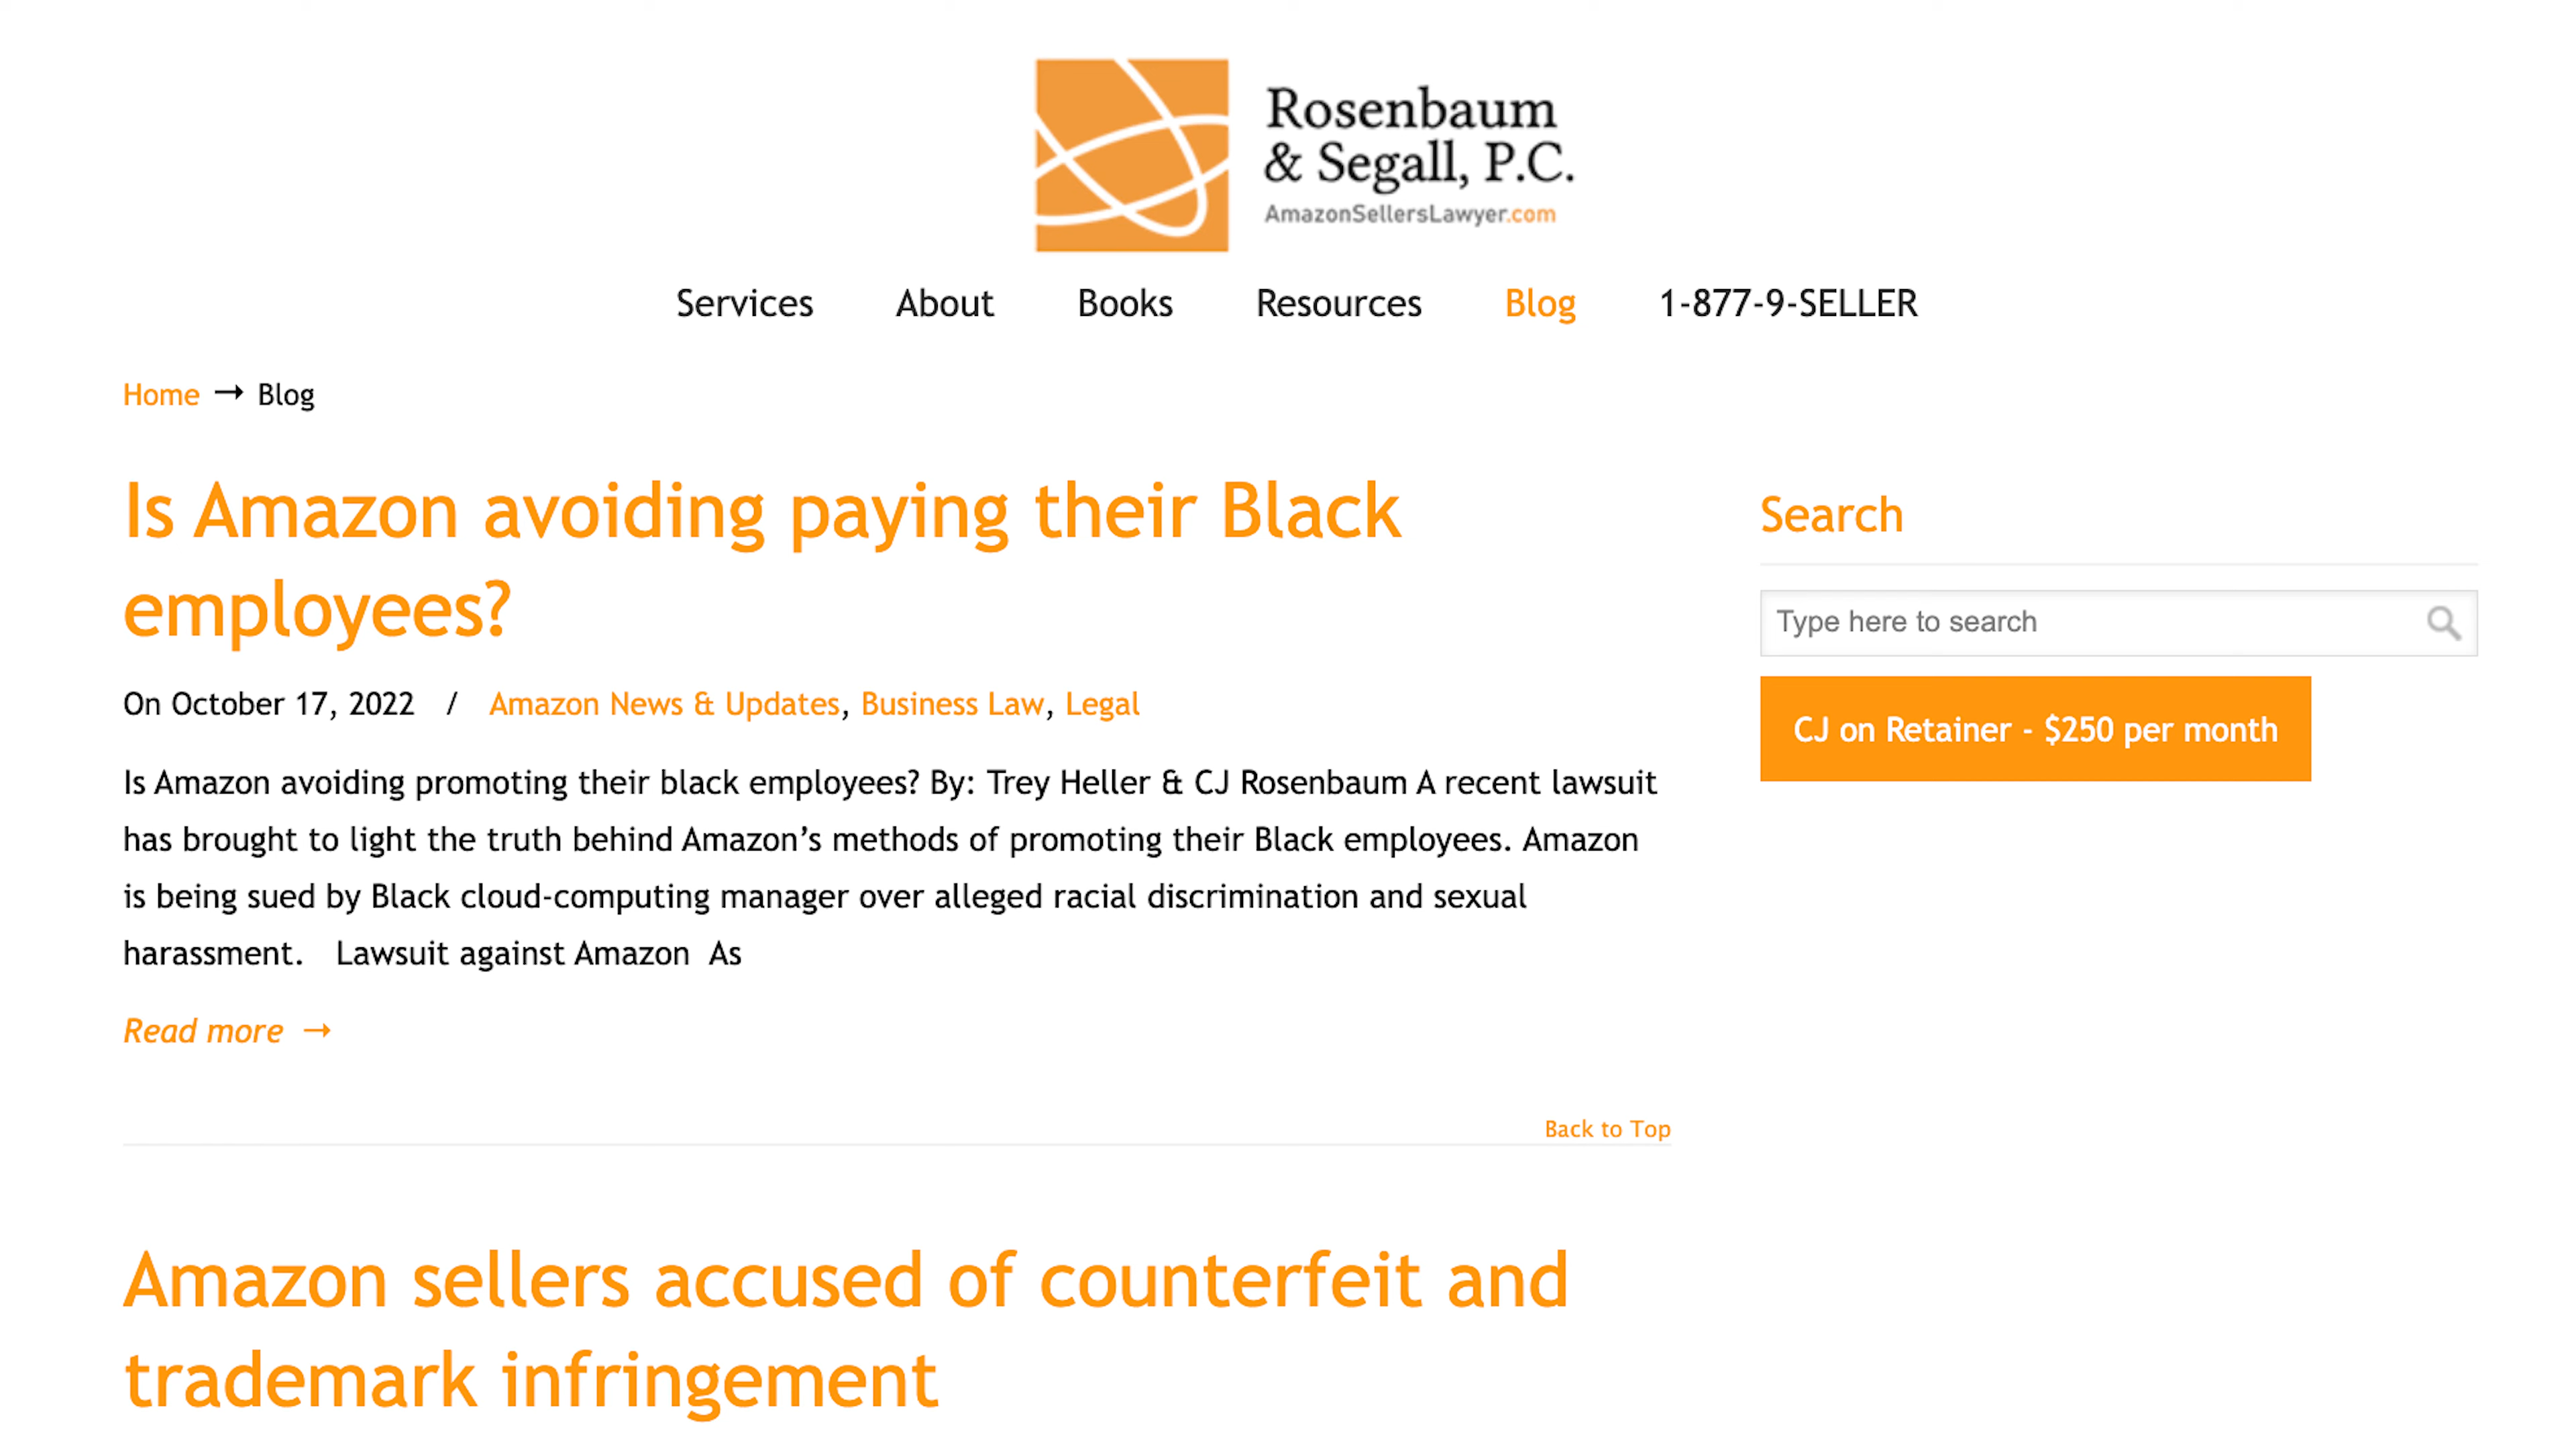 Rosenbaum
& Segall, P.C.
AmazonSellersLawyer.com
Services About Books Resources Blog 1-877-9-SELLER
Home → Blog
Is Amazon avoiding paying their Black
employees?
On October 17, 2022 / Amazon News & Updates, Business Law, Legal
Is Amazon avoiding promoting their black employees? By: Trey Heller & CJ Rosenbaum A recent lawsuit
has brought to light the truth behind Amazon’s methods of promoting their Black employees. Amazon
is being sued by Black cloud-computing manager over alleged racial discrimination and sexual
harassment. Lawsuit against Amazon As
Read more →
Back to Top
Amazon sellers accused of counterfeit and
trademark infringement
Search
Type here to search
CJ on Retainer - $250 per month